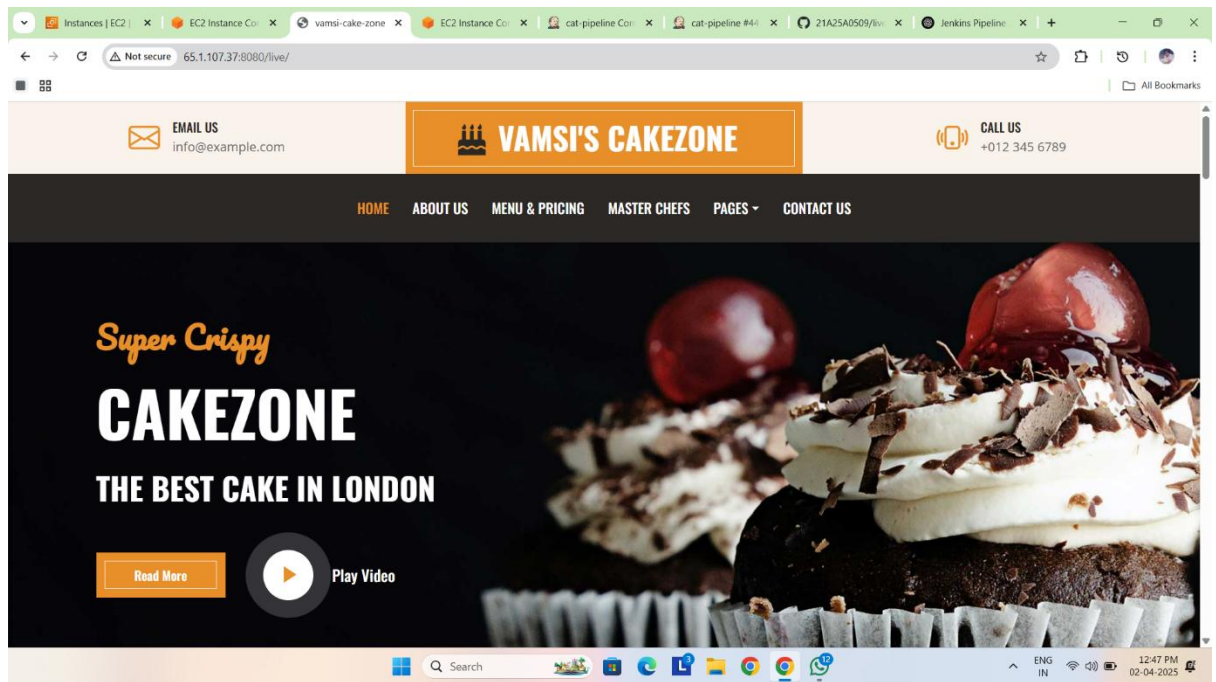 Instances | EC2 |
EC2 Instance Co
vamsi-cake-zone
EC2 Instance Co
cat-pipeline Con
cat-pipeline #44
21A25A0509/live
Jenkins Pipeline
Not secure
65.1.107.37:8080/live/
All Bookmarks
EMAIL US
info@example.com
VAMSI'S CAKEZONE
CALL US
+012 345 6789
HOME ABOUT US MENU & PRICING MASTER CHEFS PAGES CONTACT US
Super Crispy
CAKEZONE
THE BEST CAKE IN LONDON
Read More
Play Video
Search
3
12
ENG
IN
12:47 PM
02-04-2025